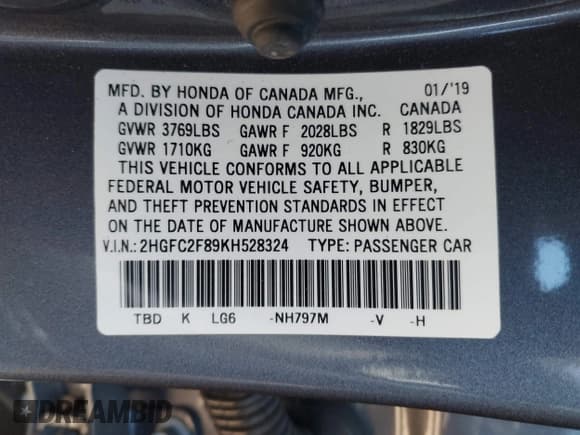 MFD. BY HONDA OF CANADA MFG., 01/'19
A DIVISION OF HONDA CANADA INC. CANADA
GVWR 3769LBS GAWR F 2028LBS R 1829LBS
GVWR 1710KG GAWR F 920KG R 830KG
THIS VEHICLE CONFORMS TO ALL APPLICABLE
FEDERAL MOTOR VEHICLE SAFETY, BUMPER,
AND THEFT PREVENTION STANDARDS IN EFFECT
ON THE DATE OF MANUFACTURE SHOWN ABOVE.
V.I.N.: 2HGFC2F89KH528324 TYPE: PASSENGER CAR
TBD K LG6 -NH797M -V -H
DREAMBID